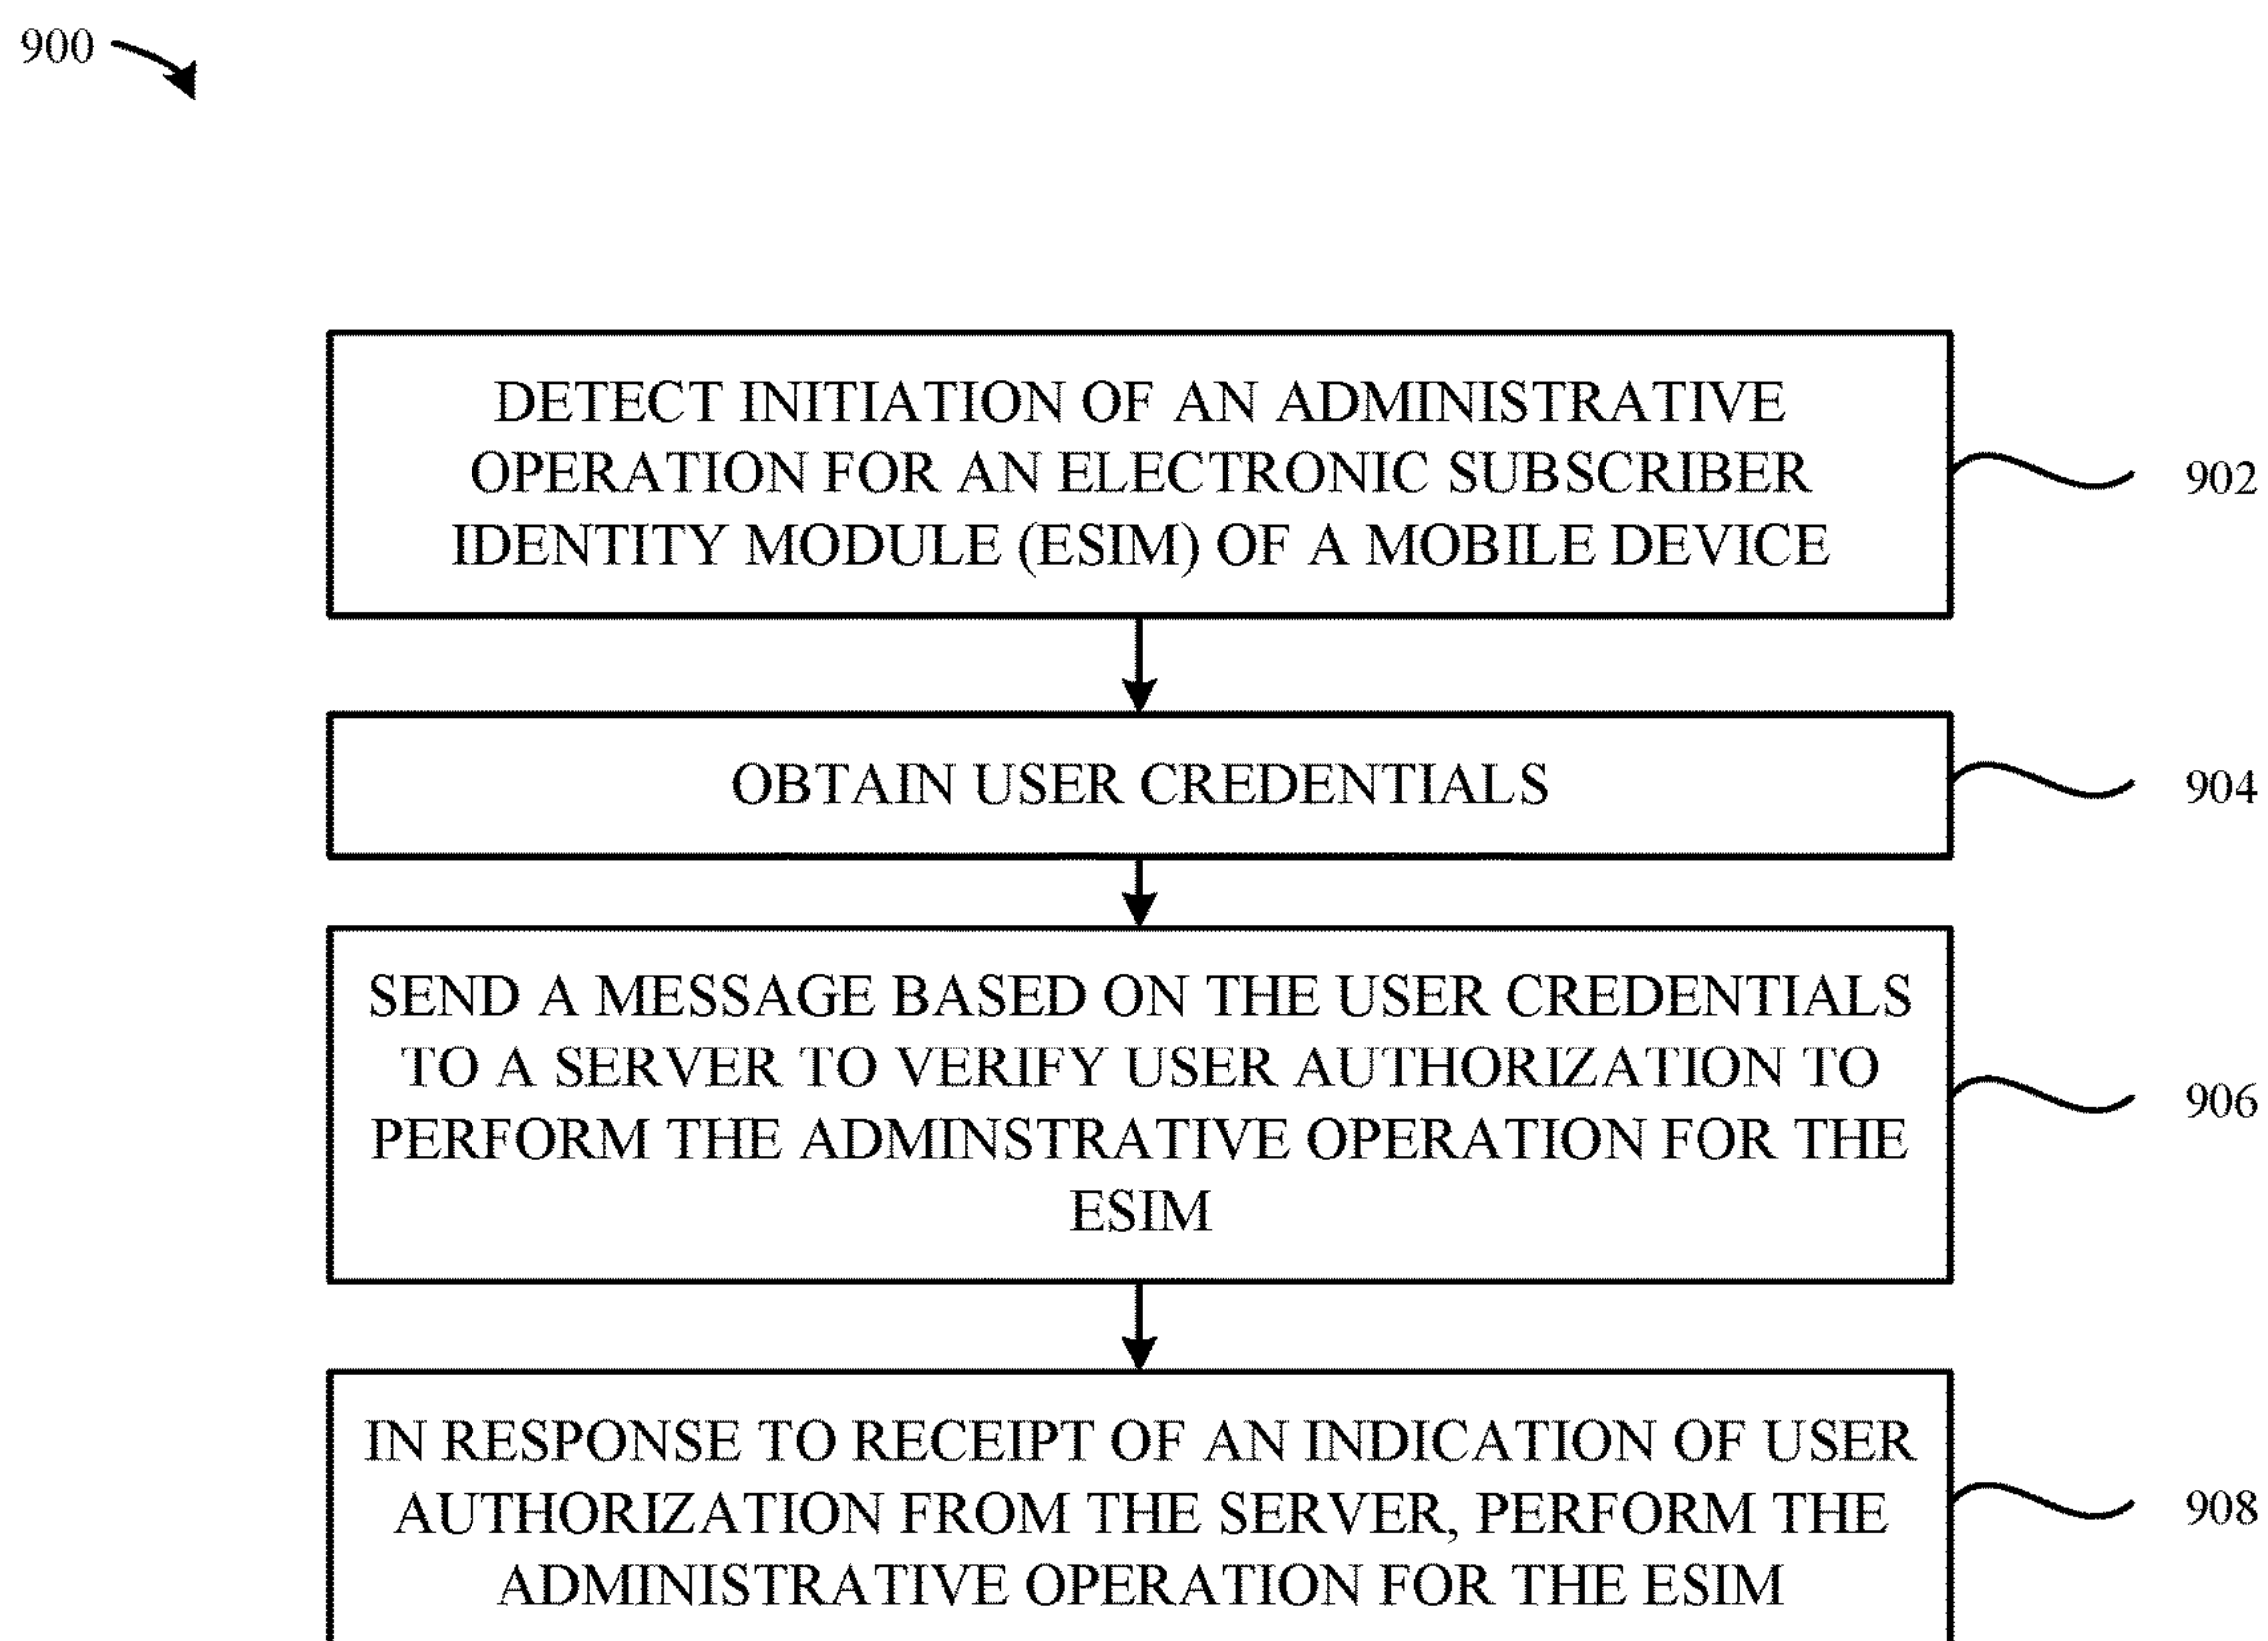 900
DETECT INITIATION OF AN ADMINISTRATIVE
OPERATION FOR AN ELECTRONIC SUBSCRIBER
IDENTITY MODULE (ESIM) OF A MOBILE DEVICE
902
OBTAIN USER CREDENTIALS
904
SEND A MESSAGE BASED ON THE USER CREDENTIALS
TO A SERVER TO VERIFY USER AUTHORIZATION TO
PERFORM THE ADMINSTRATIVE OPERATION FOR THE
ESIM
906
IN RESPONSE TO RECEIPT OF AN INDICATION OF USER
AUTHORIZATION FROM THE SERVER, PERFORM THE
ADMINISTRATIVE OPERATION FOR THE ESIM
908